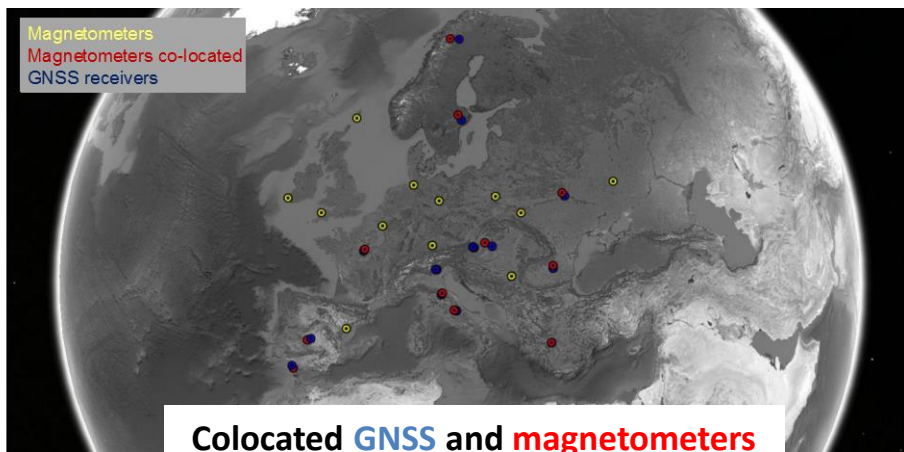 Magnetometers
Magnetometers co-located
GNSS receivers
Colocated GNSS and magnetometers